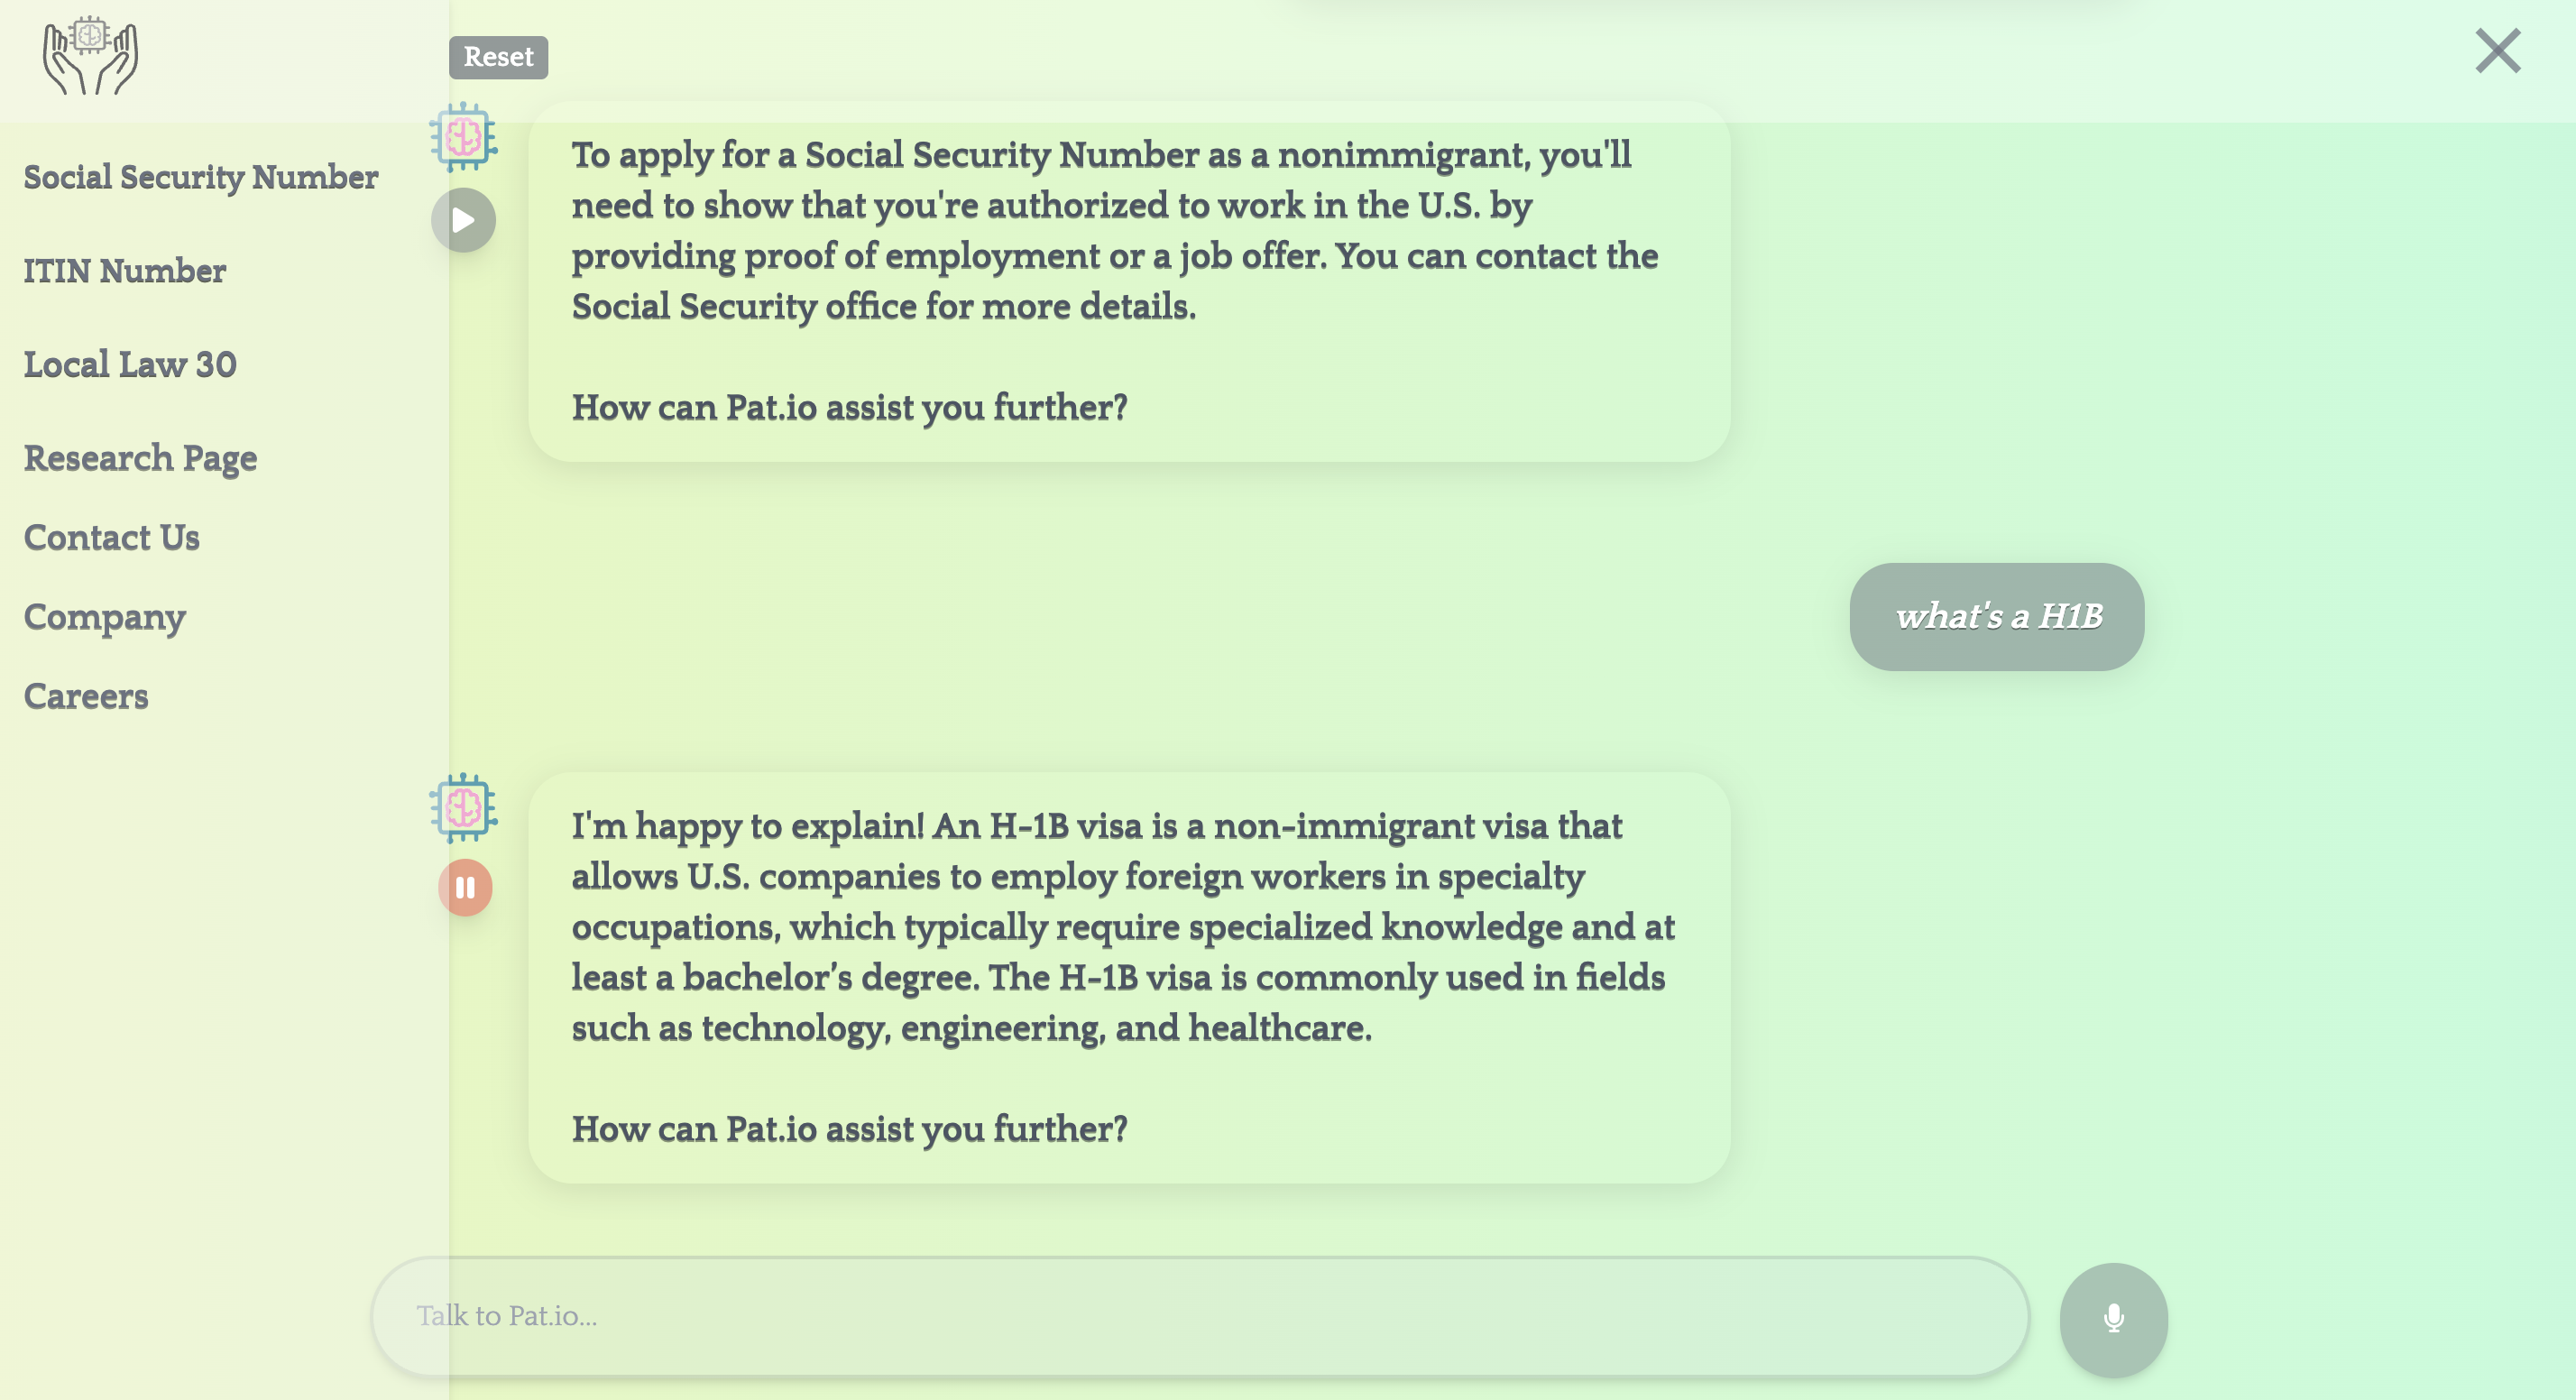 Reset
Social Security Number
ITIN Number
Local Law 30
Research Page
Contact Us
Company
Careers
To apply for a Social Security Number as a nonimmigrant, you'll
need to show that you're authorized to work in the U.S. by
providing proof of employment or a job offer. You can contact the
Social Security office for more details.
How can Pat.io assist you further?
what's a H1B
I'm happy to explain! An H-1B visa is a non-immigrant visa that
allows U.S. companies to employ foreign workers in specialty
occupations, which typically require specialized knowledge and at
least a bachelor’s degree. The H-1B visa is commonly used in fields
such as technology, engineering, and healthcare.
How can Pat.io assist you further?
Talk to Pat.io...